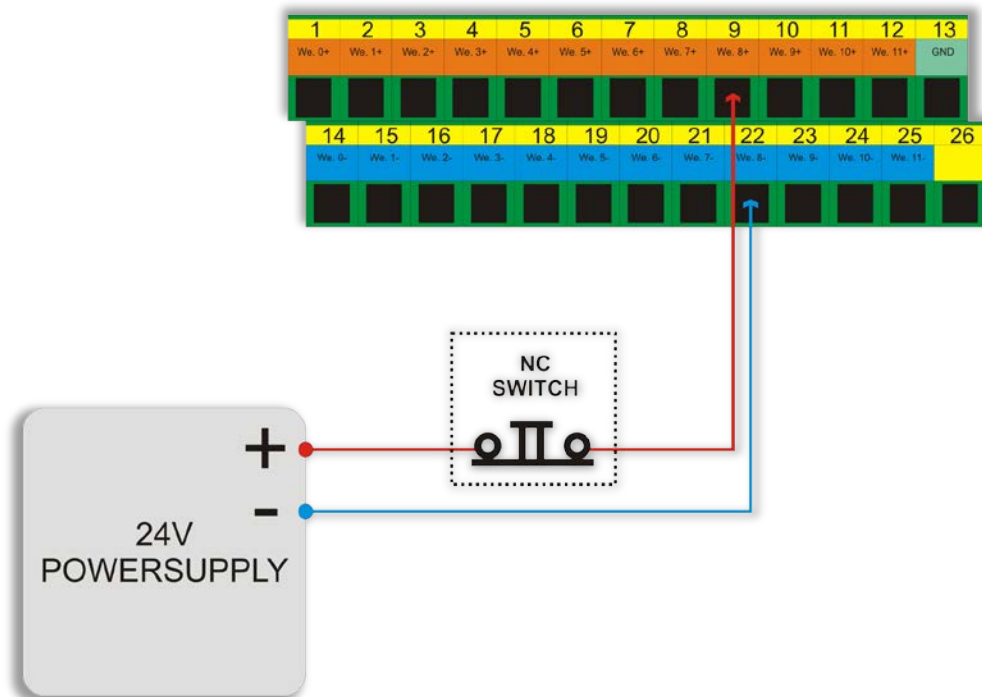 1 2 3 4 5 6 7 8 9 10 11 12 13
We. 0+ We. 1+ We. 2+ We. 3+ We. 4+ We. 5+ We. 6+ We. 7+ We. 8+ We. 9+ We. 10+ We. 11+ GND
14 15 16 17 18 19 20 21 22 23 24 25 26
We. 0- We. 1- We. 2- We. 3- We. 4- We. 5- We. 6- We. 7- We. 8- We. 9- We. 10- We. 11-
NC
SWITCH
+
-
24V
POWERSUPPLY